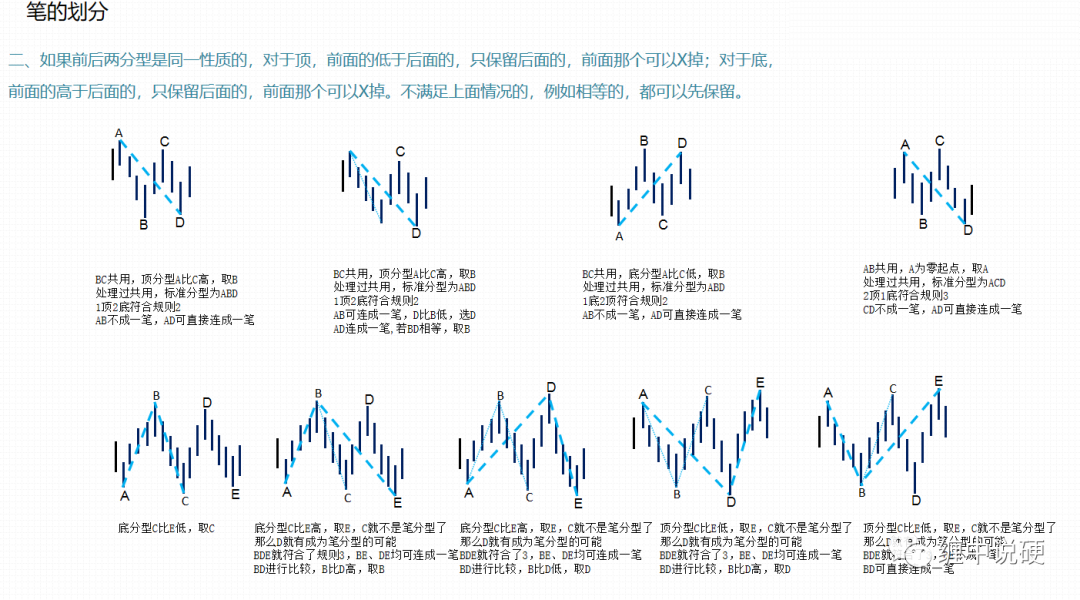 笔的划分
二、如果前后两分型是同一性质的，对于顶，前面的低于后面的，只保留后面的，前面那个可以X掉；对于底，
前面的高于后面的，只保留后面的，前面那个可以X掉。不满足上面情况的，例如相等的，都可以先保留。
A C B D
C D
B D A C
A C B D
BC共用，顶分型A比C高，取B
处理过共用，标准分型为ABD
1顶2底符合规则2
AB不成一笔，AD可直接连成一笔
BC共用，顶分型A比C高，取B
处理过共用，标准分型为ABD
1顶2底符合规则2
AB可连成一笔，D比B低，选D
AD连成一笔,若BD相等，取B
BC共用，底分型A比C低，取B
处理过共用，标准分型为ABD
1底2顶符合规则2
AB不成一笔，AD可直接连成一笔
AB共用，A为零起点，取A
处理过共用，标准分型为ACD
2顶1底符合规则3
CD不成一笔，AD可直接连成一笔
B D A C E
B D A C E
B D A C E
A C E B D
A C E B D
底分型C比E低，取C
底分型C比E高，取E，C就不是笔分型了
那么D就有成为笔分型的可能
BDE就符合了规则3，BE、DE均可连成一笔
BD进行比较，B比D高，取B
底分型C比E高，取E，C就不是笔分型了
那么D就有成为笔分型的可能
BDE就符合了3，BE、DE均可连成一笔
BD进行比较，B比D低，取D
顶分型C比E低，取E，C就不是笔分型了
那么D就有成为笔分型的可能
BDE就符合了3，BE、DE均可连成一笔
BD进行比较，B比D高，取D
顶分型C比E低，取E，C就不是笔分型了
那么D就有成为笔分型的可能
BDE就
成一笔
BD可直接连成一笔
缠中说硬